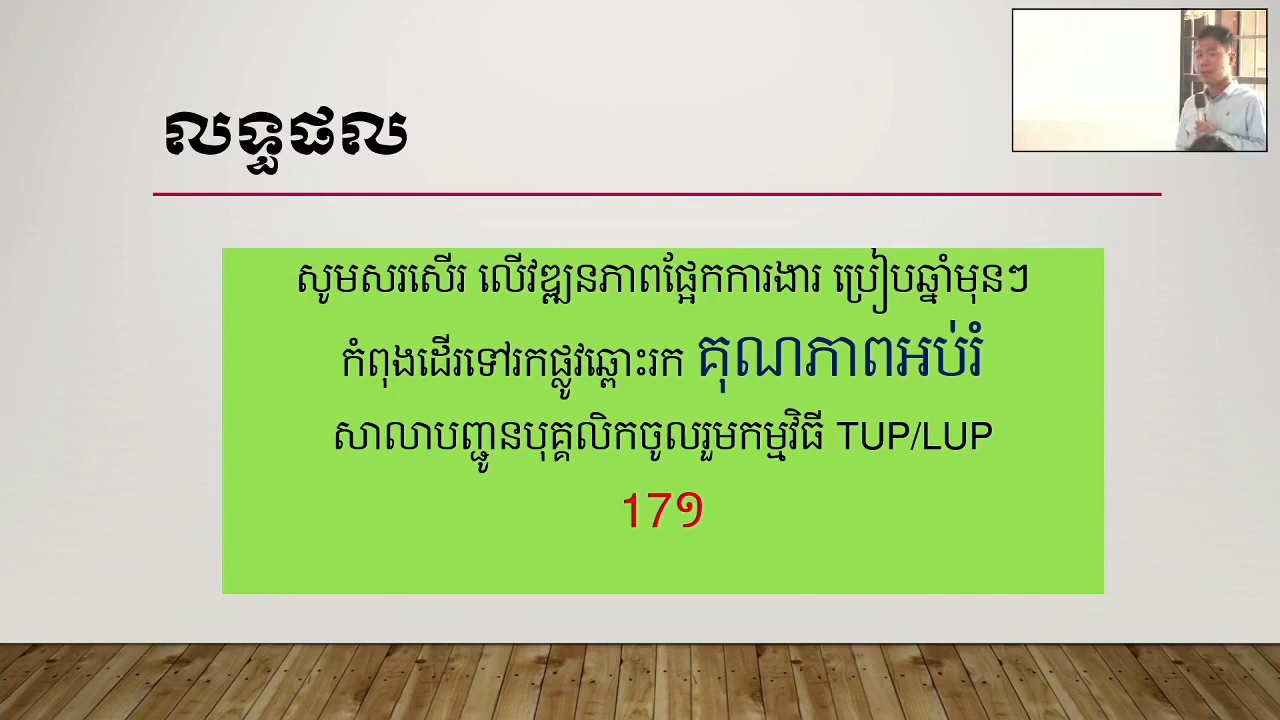 លទ្ធផល
សូមសរសើរ លើវឌ្ឍនភាពផ្អែកការងារ ប្រៀបឆ្នាំមុនៗ
កំពុងដើរទៅរកផ្លូវឆ្ពោះរក គុណភាពអប់រំ
សាលាបញ្ជូនបុគ្គលិកចូលរួមកម្មវិធី TUP/LUP
17១